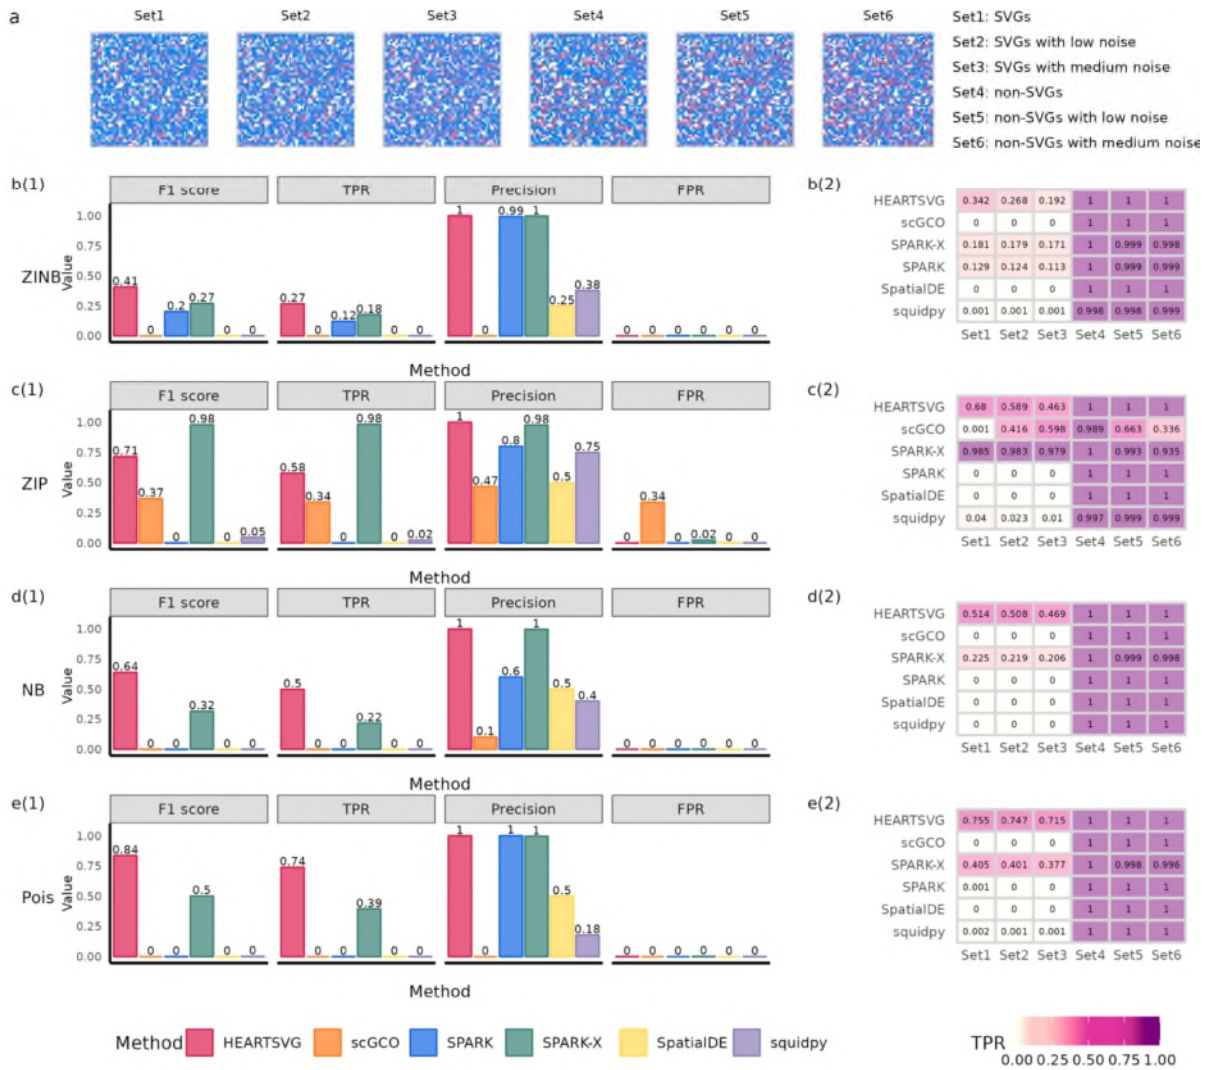 a
Set1 Set2 Set3 Set4 Set5 Set6
Set1: SVGs
Set2: SVGs with low noise
Set3: SVGs with medium noise
Set4: non-SVGs
Set5: non-SVGs with low noise
Set6: non-SVGs with medium noise
b(1)
F1 score TPR Precision FPR
ZINB
Value
1.00
0.75
0.50
0.25
0.00
0.41 0 0.2 0.27 0 0
0.27 0 0.12 0.18 0 0
1 0 0.99 1 0.25 0.38
0 0 0 0 0 0
Method
b(2)
HEARTSVG 0.342 0.268 0.192 1 1 1
scGCO 0 0 0 1 1 1
SPARK-X 0.181 0.179 0.171 1 0.999 0.998
SPARK 0.129 0.124 0.113 1 0.999 0.999
SpatialDE 0 0 0 1 1 1
squidpy 0.001 0.001 0.001 0.998 0.998 0.999
Set1 Set2 Set3 Set4 Set5 Set6
c(1)
F1 score TPR Precision FPR
ZIP
Value
1.00
0.75
0.50
0.25
0.00
0.71 0.37 0 0.98 0 0.05
0.58 0.34 0 0.98 0 0.02
1 0.47 0.8 0.98 0.5 0.75
0 0.34 0 0.02 0 0
Method
c(2)
HEARTSVG 0.68 0.589 0.463 1 1 1
scGCO 0.001 0.416 0.598 0.989 0.663 0.336
SPARK-X 0.985 0.983 0.979 1 0.993 0.935
SPARK 0 0 0 1 1 1
SpatialDE 0 0 0 1 1 1
squidpy 0.04 0.023 0.01 0.997 0.999 0.999
Set1 Set2 Set3 Set4 Set5 Set6
d(1)
F1 score TPR Precision FPR
NB
Value
1.00
0.75
0.50
0.25
0.00
0.64 0 0 0.32 0 0
0.5 0 0 0.22 0 0
1 0.1 0.6 1 0.5 0.4
0 0 0 0 0 0
Method
d(2)
HEARTSVG 0.514 0.508 0.469 1 1 1
scGCO 0 0 0 1 1 1
SPARK-X 0.225 0.219 0.206 1 0.999 0.998
SPARK 0 0 0 1 1 1
SpatialDE 0 0 0 1 1 1
squidpy 0 0 0 1 1 1
Set1 Set2 Set3 Set4 Set5 Set6
e(1)
F1 score TPR Precision FPR
Pois
Value
1.00
0.75
0.50
0.25
0.00
0.84 0 0 0.5 0 0
0.74 0 0 0.39 0 0
1 0 1 1 0.5 0.18
0 0 0 0 0 0
Method
e(2)
HEARTSVG 0.755 0.747 0.715 1 1 1
scGCO 0 0 0 1 1 1
SPARK-X 0.405 0.401 0.377 1 0.998 0.996
SPARK 0.001 0 0 1 1 1
SpatialDE 0 0 0 1 1 1
squidpy 0.002 0.001 0.001 1 1 1
Set1 Set2 Set3 Set4 Set5 Set6
Method HEARTSVG scGCO SPARK SPARK-X SpatialDE squidpy
TPR
0.00 0.25 0.50 0.75 1.00